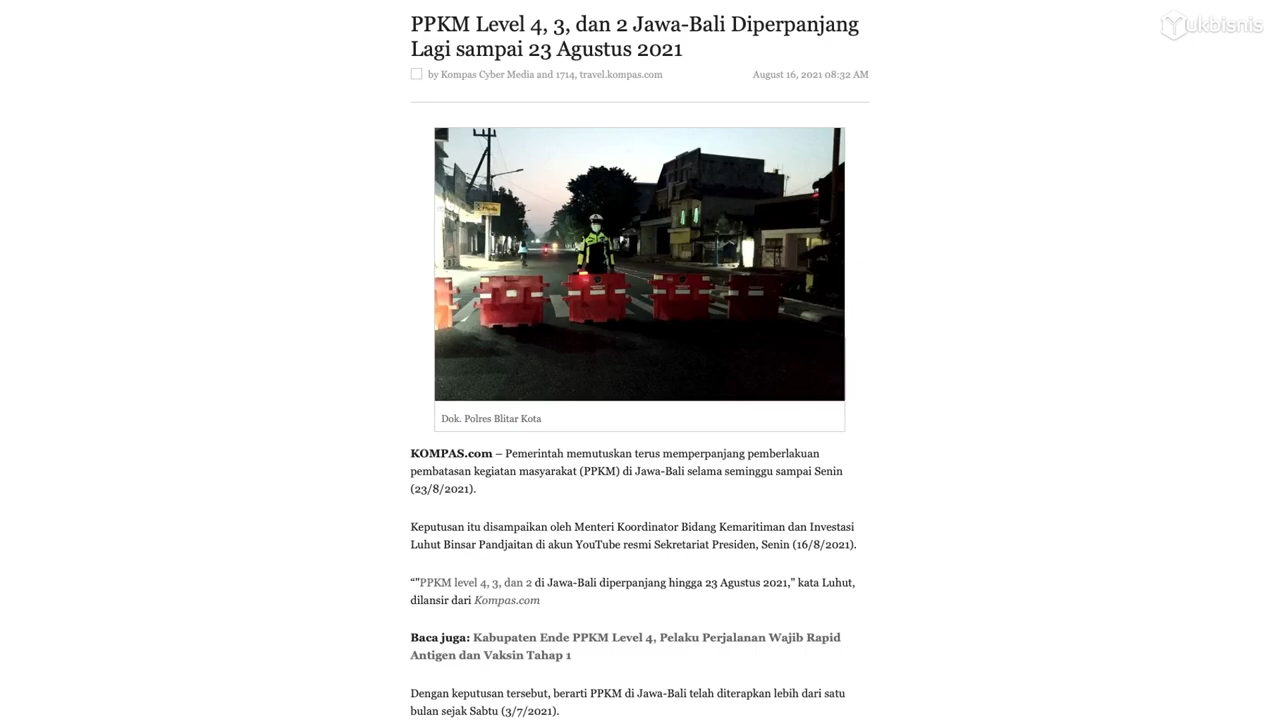 ukbisnis
PPKM Level 4, 3, dan 2 Jawa-Bali Diperpanjang
Lagi sampai 23 Agustus 2021
by Kompas Cyber Media and 1714, travel.kompas.com
August 16, 2021 08:32 AM
Dok. Polres Blitar Kota
KOMPAS.com – Pemerintah memutuskan terus memperpanjang pemberlakuan
pembatasan kegiatan masyarakat (PPKM) di Jawa-Bali selama seminggu sampai Senin
(23/8/2021).
Keputusan itu disampaikan oleh Menteri Koordinator Bidang Kemaritiman dan Investasi
Luhut Binsar Pandjaitan di akun YouTube resmi Sekretariat Presiden, Senin (16/8/2021).
“"PPKM level 4, 3, dan 2 di Jawa-Bali diperpanjang hingga 23 Agustus 2021," kata Luhut,
dilansir dari Kompas.com
Baca juga: Kabupaten Ende PPKM Level 4, Pelaku Perjalanan Wajib Rapid
Antigen dan Vaksin Tahap 1
Dengan keputusan tersebut, berarti PPKM di Jawa-Bali telah diterapkan lebih dari satu
bulan sejak Sabtu (3/7/2021).